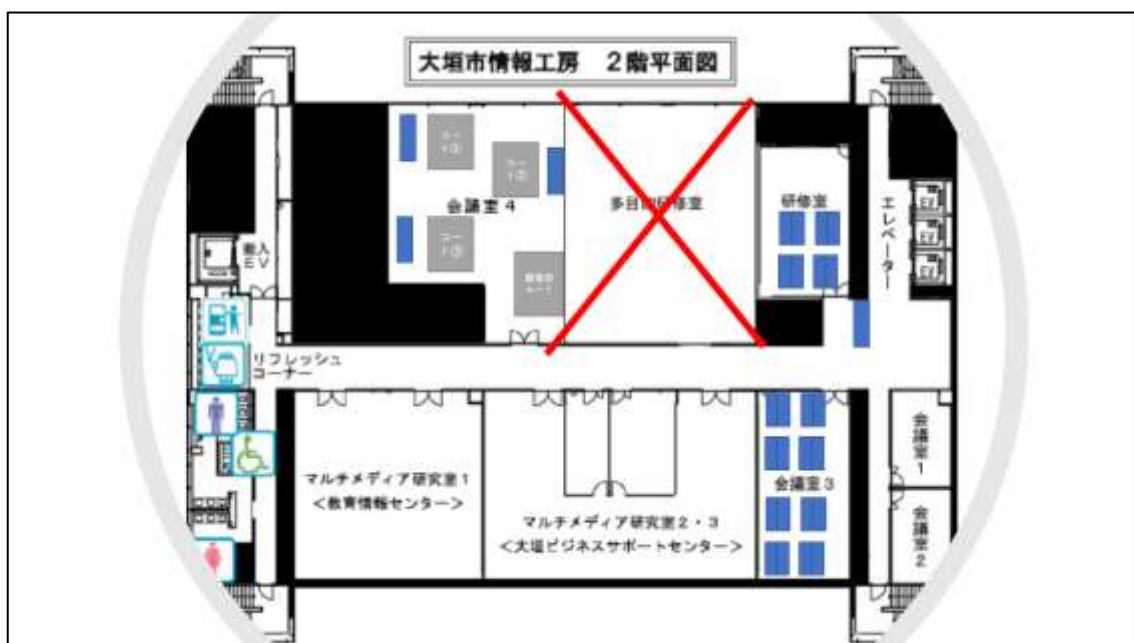 大垣市情報工房　２階平面図
会議室４
多目的研修室
研修室
エレベーター
EV
EV
EV
搬入
ＥＶ
リフレッシュ
コーナー
マルチメディア研究室１
＜教育情報センター＞
マルチメディア研究室２・３
＜大垣ビジネスサポートセンター＞
会議室３
会議室１
会議室２